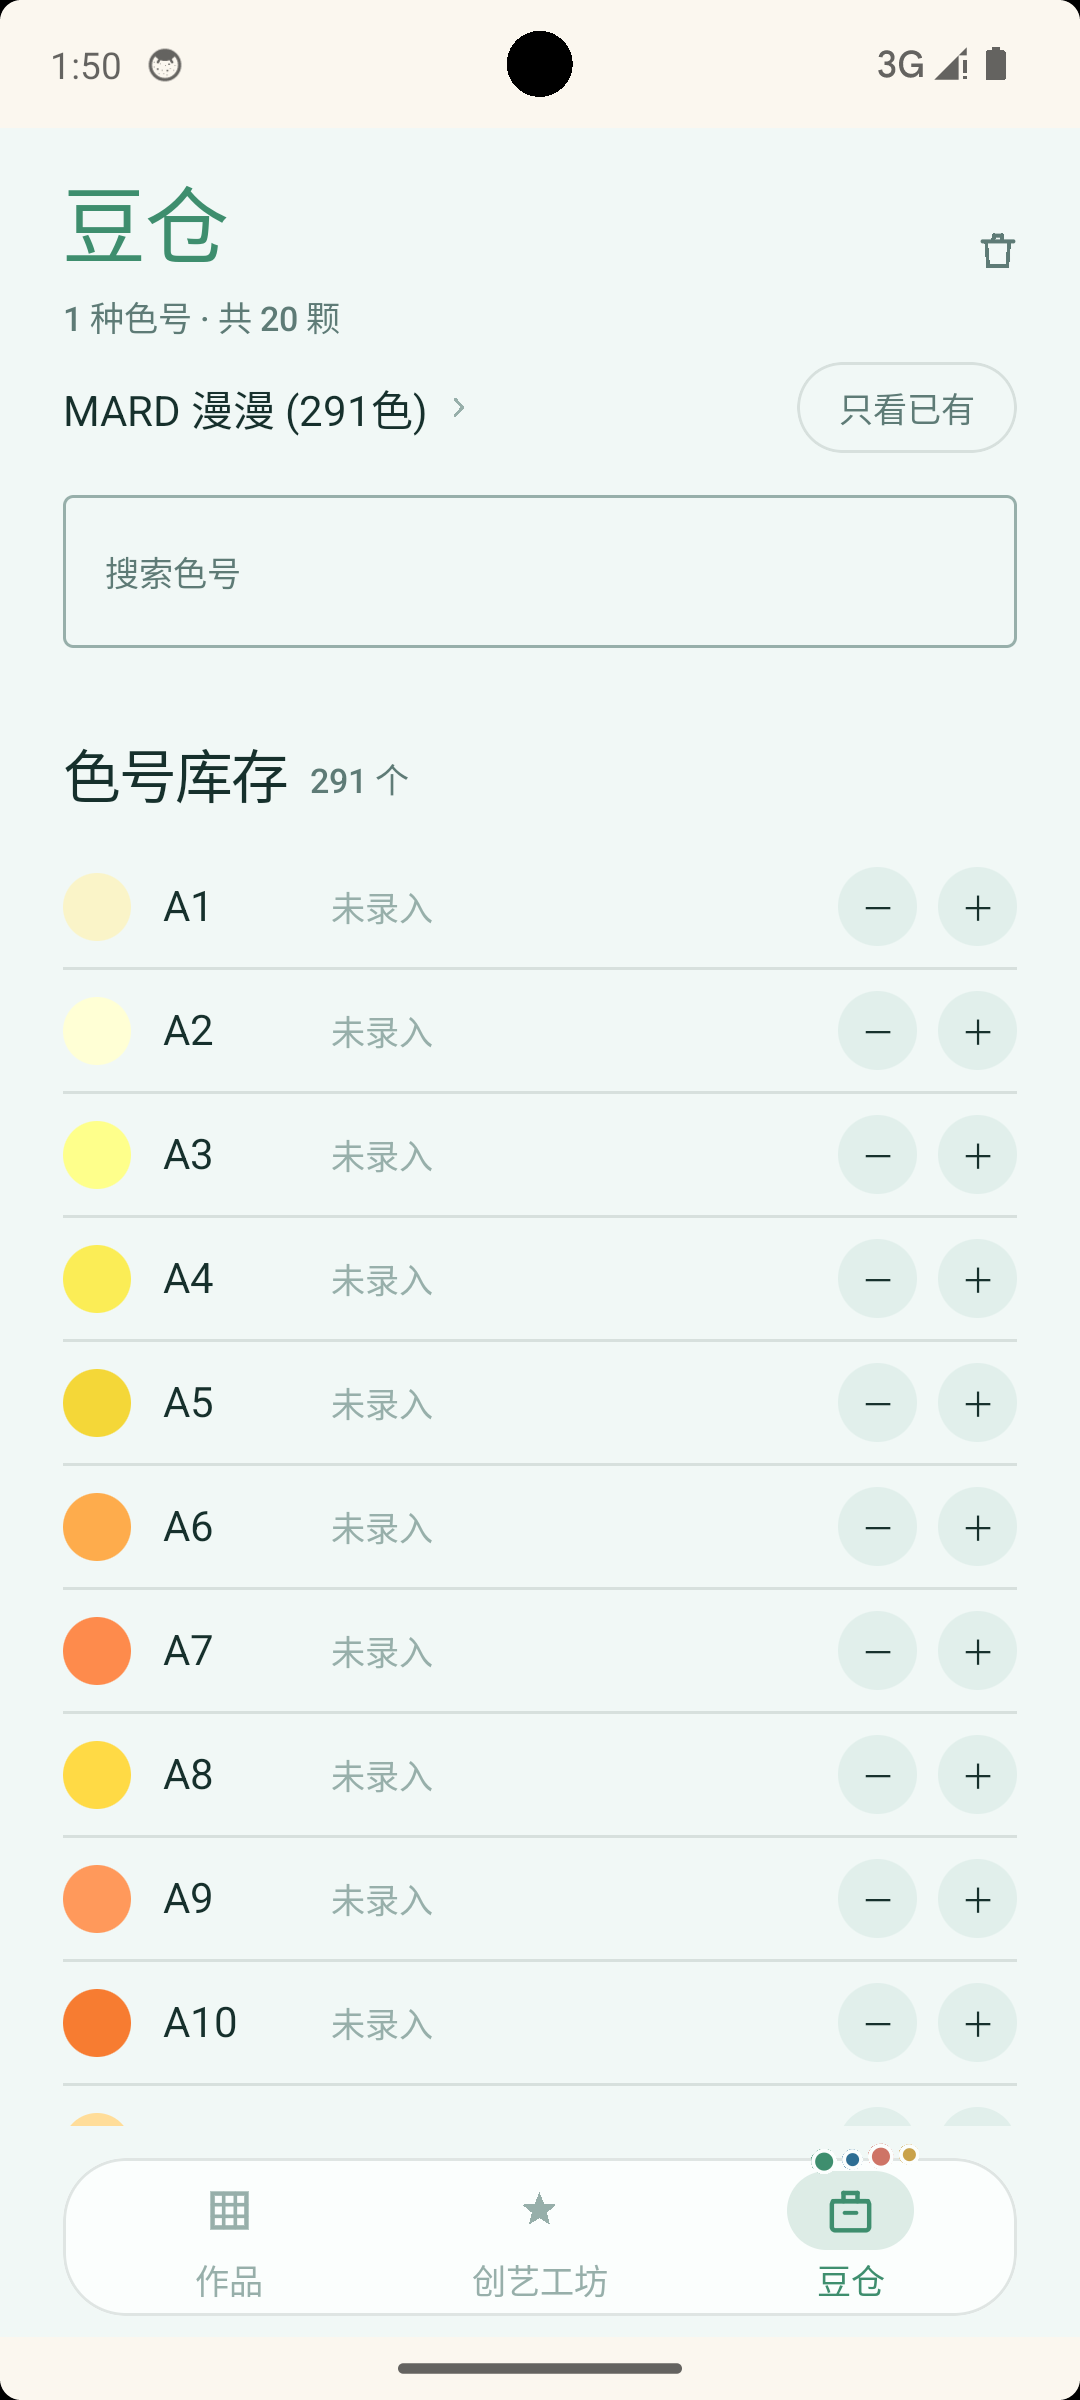 1:50
3G
豆仓
1 种色号 · 共 20 颗
MARD 漫漫 (291色)
只看已有
搜索色号
色号库存 291 个
A1 未录入
A2 未录入
A3 未录入
A4 未录入
A5 未录入
A6 未录入
A7 未录入
A8 未录入
A9 未录入
A10 未录入
作品 创艺工坊 豆仓